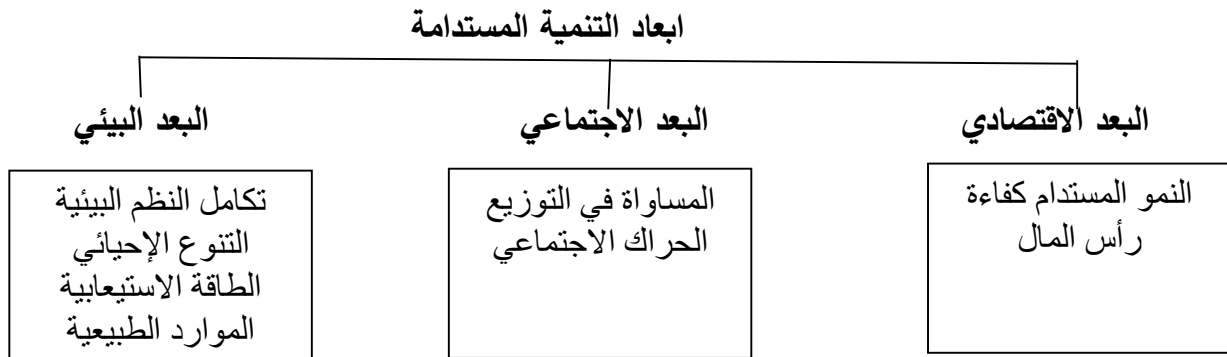 ابعاد التنمية المستدامة
البعد الاقتصادي
البعد الاجتماعي
البعد البيئي
النمو المستدام كفاءة
رأس المال
المساواة في التوزيع
الحراك الاجتماعي
تكامل النظم البيئية
التنوع الإحيائي
الطاقة الاستيعابية
الموارد الطبيعية